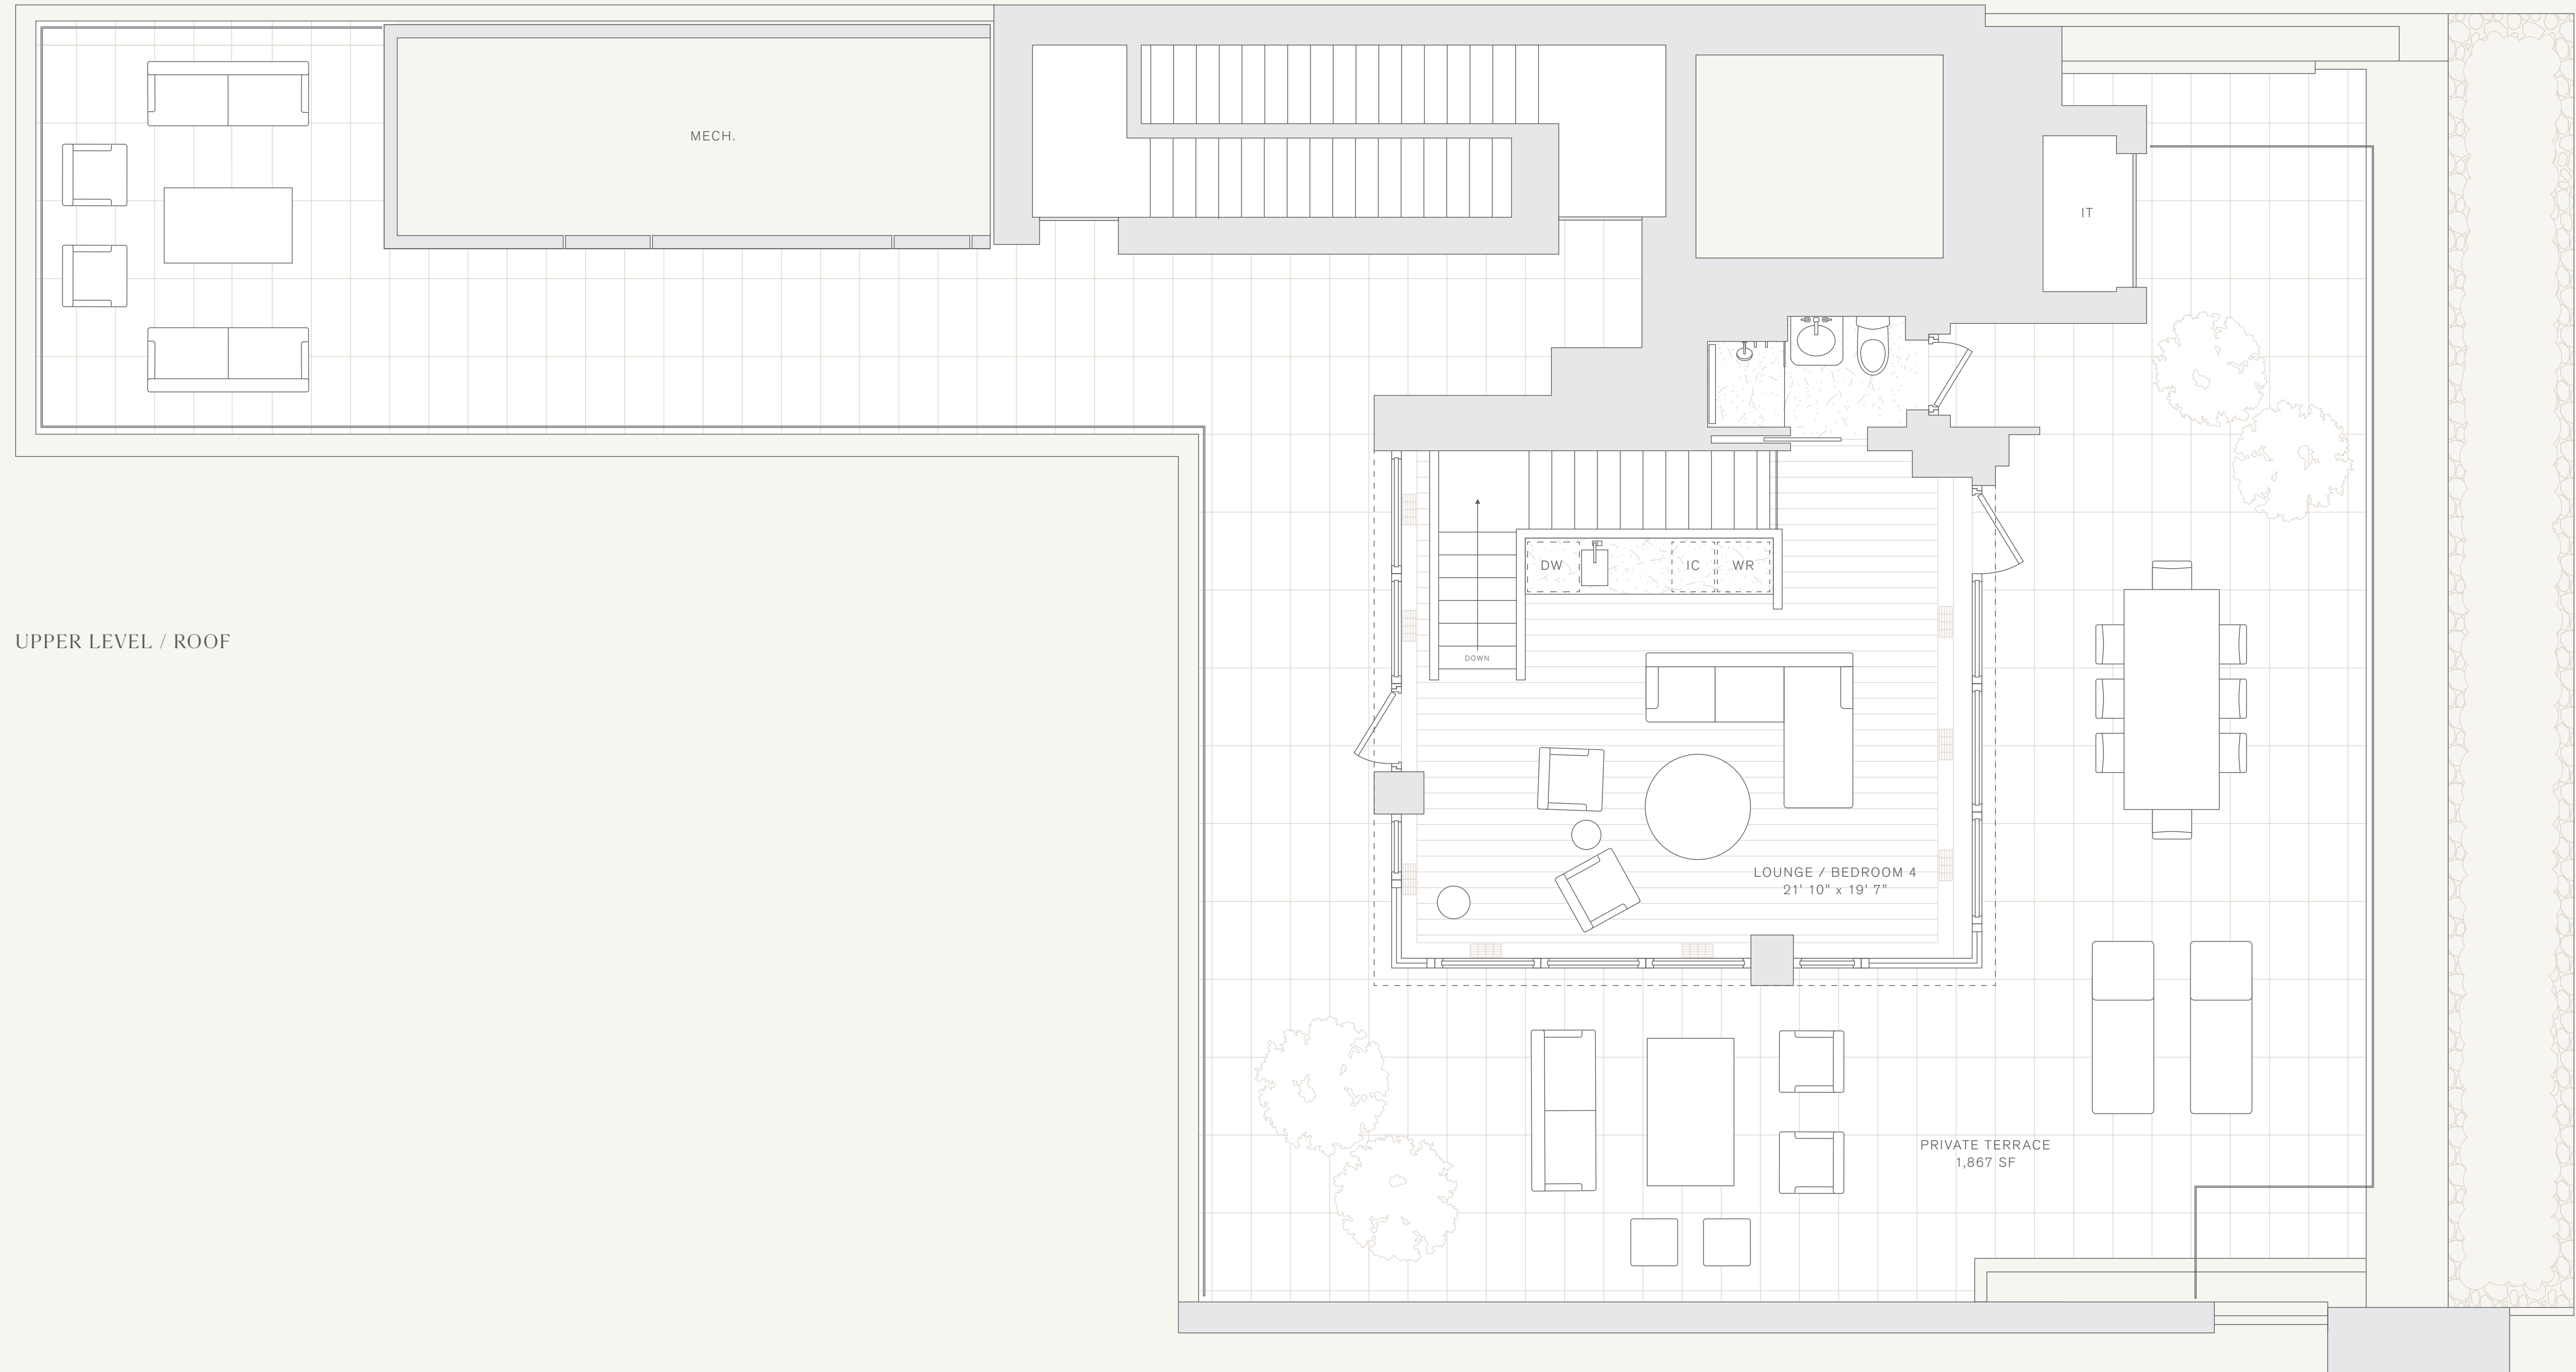 MECH.
IT
DW
IC
WR
UPPER LEVEL / ROOF
DOWN
LOUNGE / BEDROOM 4
21' 10" x 19' 7"
PRIVATE TERRACE
1,867 SF